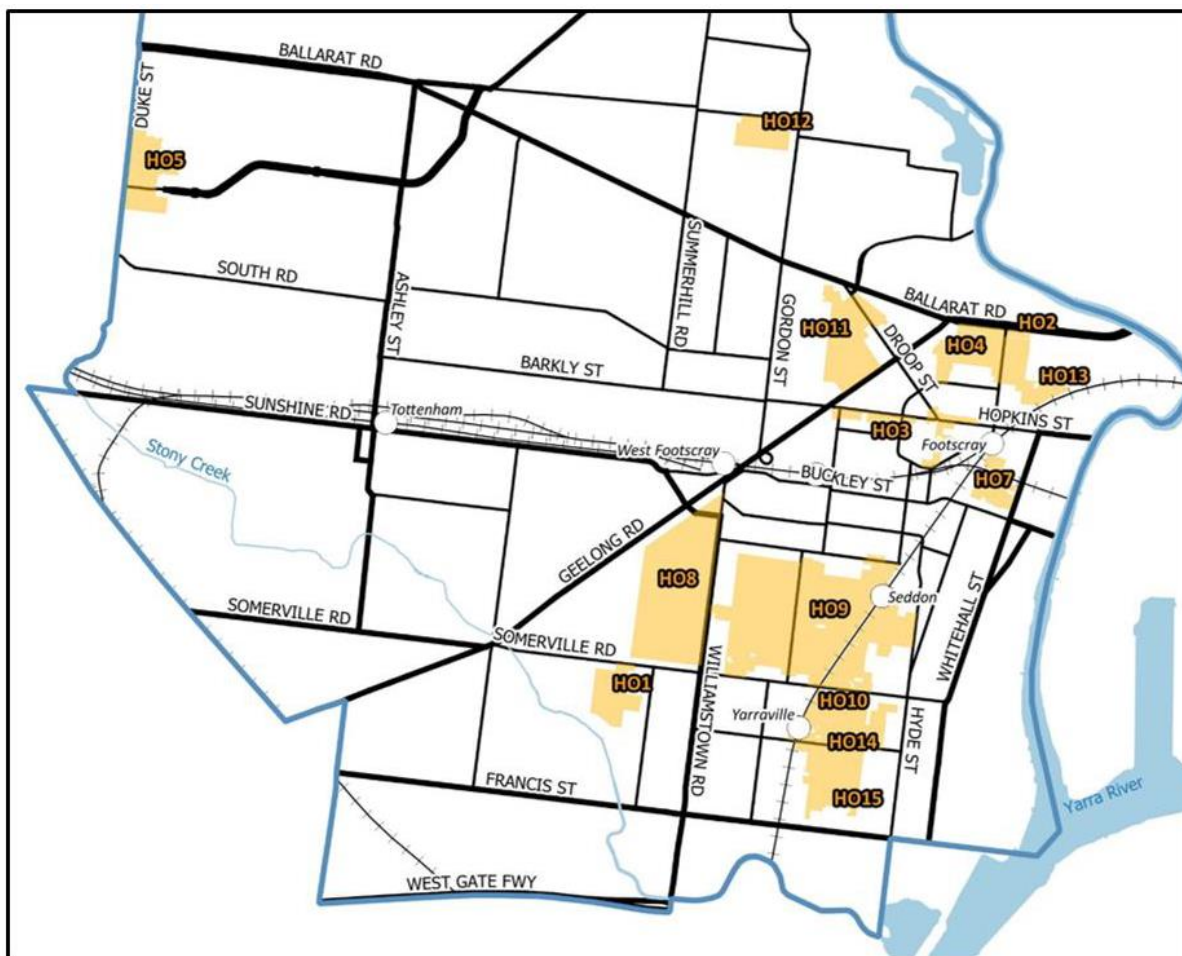 BALLARAT RD
DUKE ST
HO12
HO5
SUMMERHILL RD
SOUTH RD
ASHLEY ST
GORDON ST
BALLARAT RD
HO11
HO2
DROOP ST
HO4
BARKLY ST
HO13
SUNSHINE RD
Tottenham
HOPKINS ST
HO3
Footscray
Stony Creek
West Footscray
BUCKLEY ST
HO7
GEELONG RD
HO8
Seddon
HO9
WHITEHALL ST
SOMERVILLE RD
SOMERVILLE RD
HO1
WILLIAMSTOWN RD
HO10
Yarraville
HYDE ST
HO14
FRANCIS ST
HO15
Yarra River
WEST GATE FWY